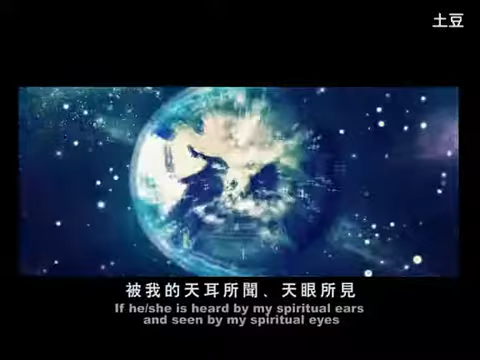 土豆
被我的天耳所聞、天眼所見
If he/she is heard by my spiritual ears
and seen by my spiritual eyes